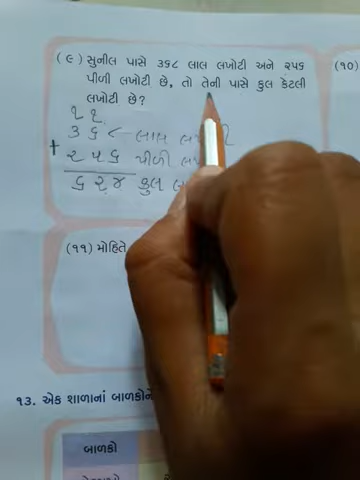 (૯) સુનીલ પાસે ૩૬૮ લાલ લખોટી અને ૨૫૬
પીળી લખોટી છે, તો તેની પાસે કુલ કેટલી
લખોટી છે?
(૧૦)
૧ ૧
૩ ૬ ૮ લાલ
+ ૨ ૫ ૬ પીળી
૬ ૨ ૪ કુલ
(૧૧) મોહિતે
૧૩. એક શાળાનાં બાળકોને
બાળકો